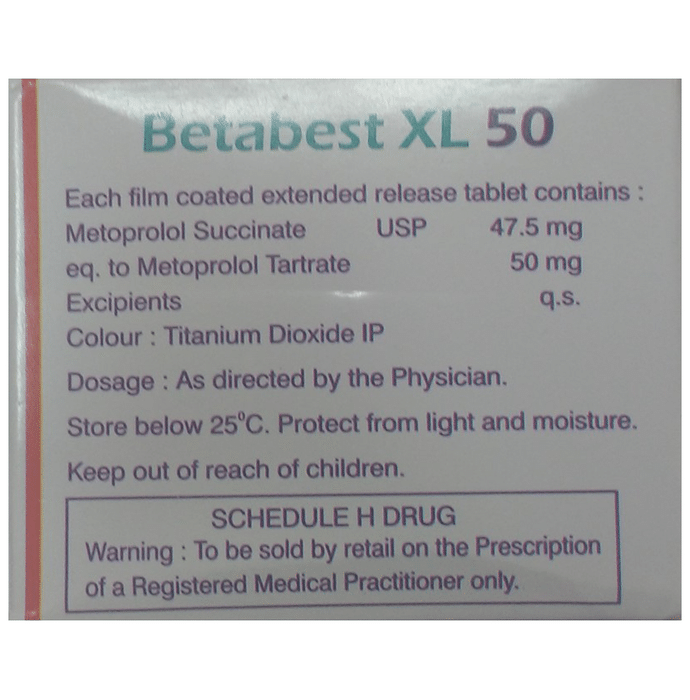 Betabest XL 50
Each film coated extended release tablet contains :
Metoprolol Succinate USP 47.5 mg
eq. to Metoprolol Tartrate 50 mg
Excipients q.s.
Colour : Titanium Dioxide IP
Dosage : As directed by the Physician.
Store below 25⁰C. Protect from light and moisture.
Keep out of reach of children.
SCHEDULE H DRUG
Warning : To be sold by retail on the Prescription
of a Registered Medical Practitioner only.